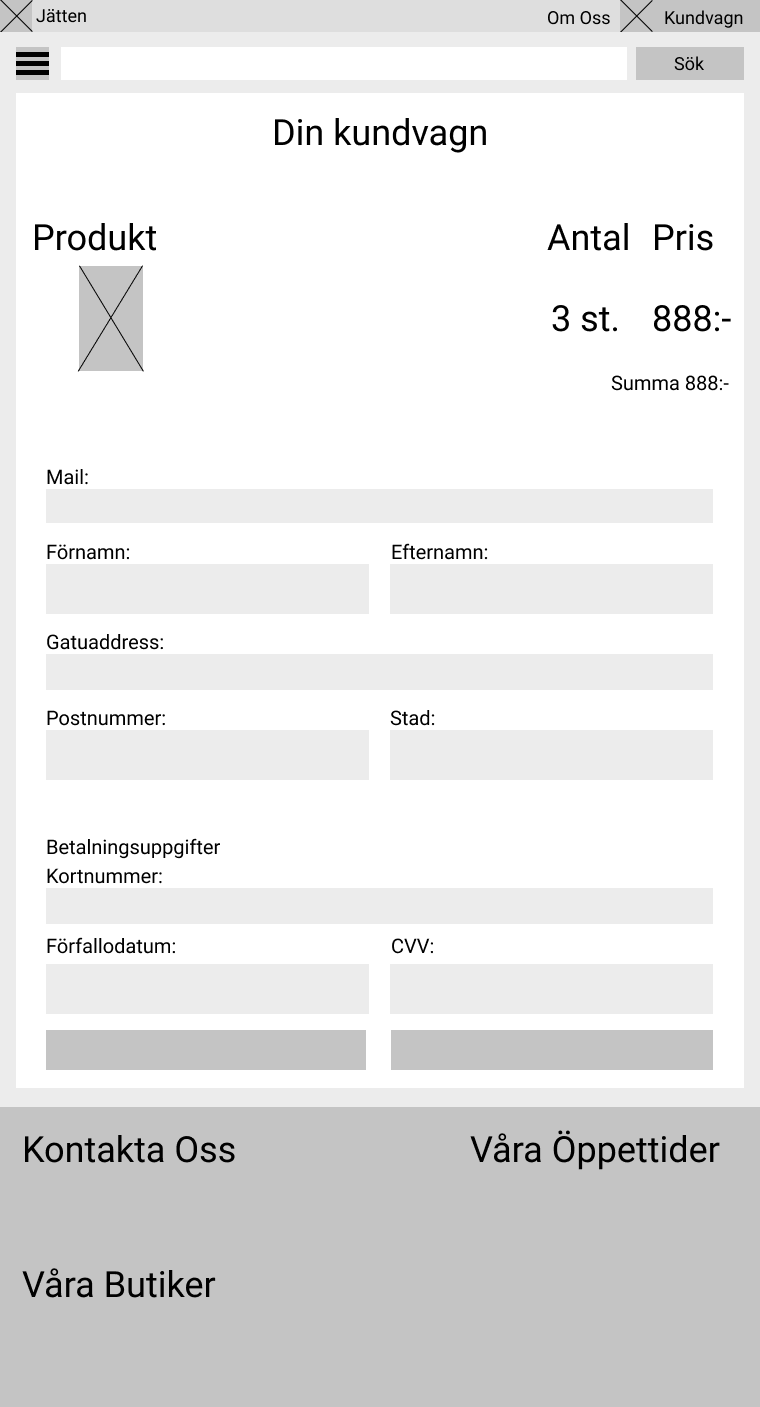 Jätten
Om Oss
Kundvagn
Sök
Din kundvagn
Produkt
Antal
Pris
3 st.
888:-
Summa 888:-
Mail:
Förnamn:
Efternamn:
Gatuaddress:
Postnummer:
Stad:
Betalningsuppgifter
Kortnummer:
Förfallodatum:
CVV:
Kontakta Oss
Våra Öppettider
Våra Butiker